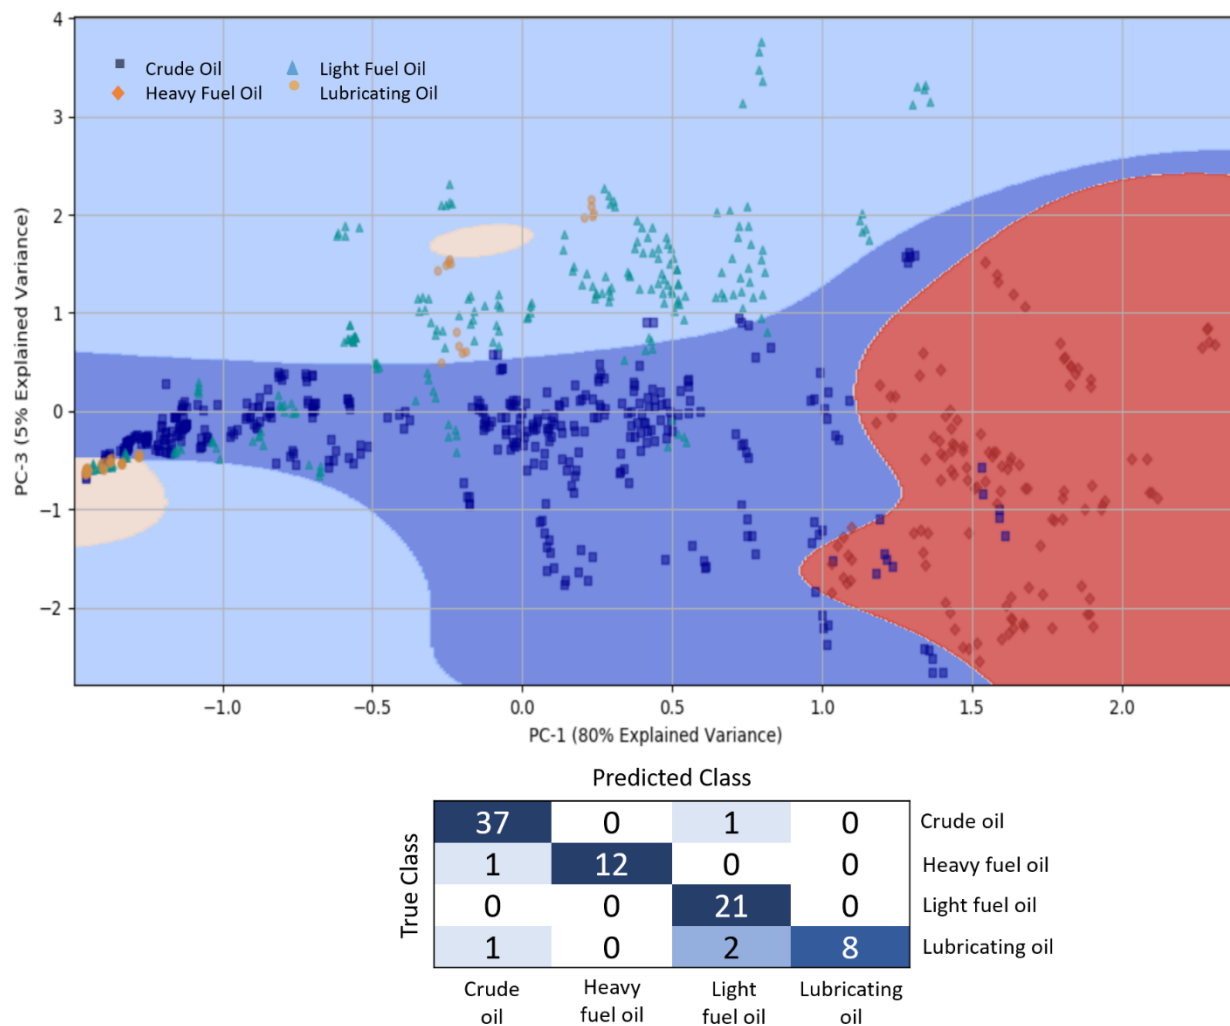 4
3
2
1
0
−1
−2
PC-3 (5% Explained Variance)
Crude Oil
Light Fuel Oil
Heavy Fuel Oil
Lubricating Oil
−1.0 −0.5 0.0 0.5 1.0 1.5 2.0
PC-1 (80% Explained Variance)
Predicted Class
True Class
37 0 1 0 Crude oil
1 12 0 0 Heavy fuel oil
0 0 21 0 Light fuel oil
1 0 2 8 Lubricating oil
Crude
oil
Heavy
fuel oil
Light
fuel oil
Lubricating
oil